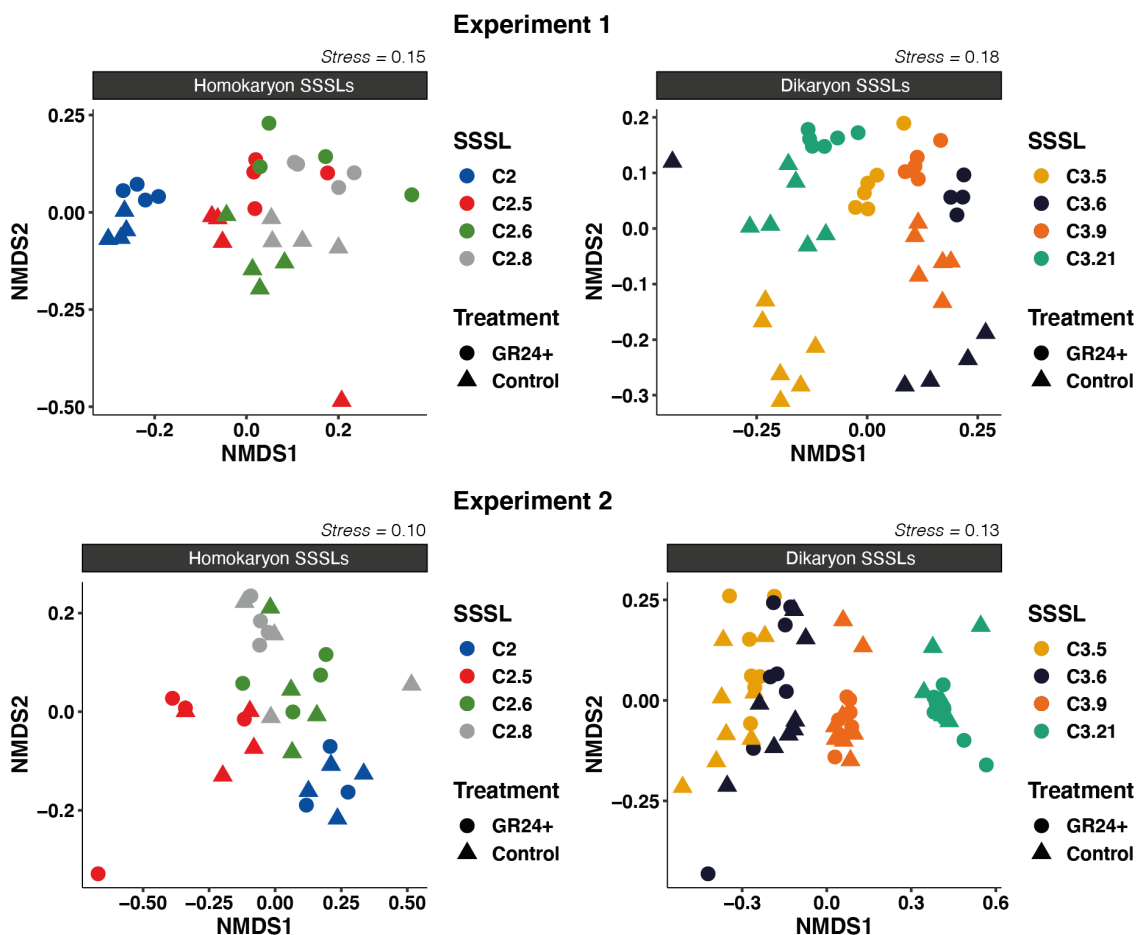 Experiment 1
Stress = 0.15
Homokaryon SSSLs
0.25
0.00
−0.25
−0.50
NMDS2
−0.2
0.0
0.2
NMDS1
SSSL
C2
C2.5
C2.6
C2.8
Treatment
GR24+
Control
Stress = 0.18
Dikaryon SSSLs
0.2
0.1
0.0
−0.1
−0.2
−0.3
NMDS2
−0.25
0.00
0.25
NMDS1
SSSL
C3.5
C3.6
C3.9
C3.21
Treatment
GR24+
Control
Experiment 2
Stress = 0.10
Homokaryon SSSLs
0.2
0.0
−0.2
NMDS2
−0.50
−0.25
0.00
0.25
0.50
NMDS1
SSSL
C2
C2.5
C2.6
C2.8
Treatment
GR24+
Control
Stress = 0.13
Dikaryon SSSLs
0.25
0.00
−0.25
NMDS2
−0.3
0.0
0.3
0.6
NMDS1
SSSL
C3.5
C3.6
C3.9
C3.21
Treatment
GR24+
Control